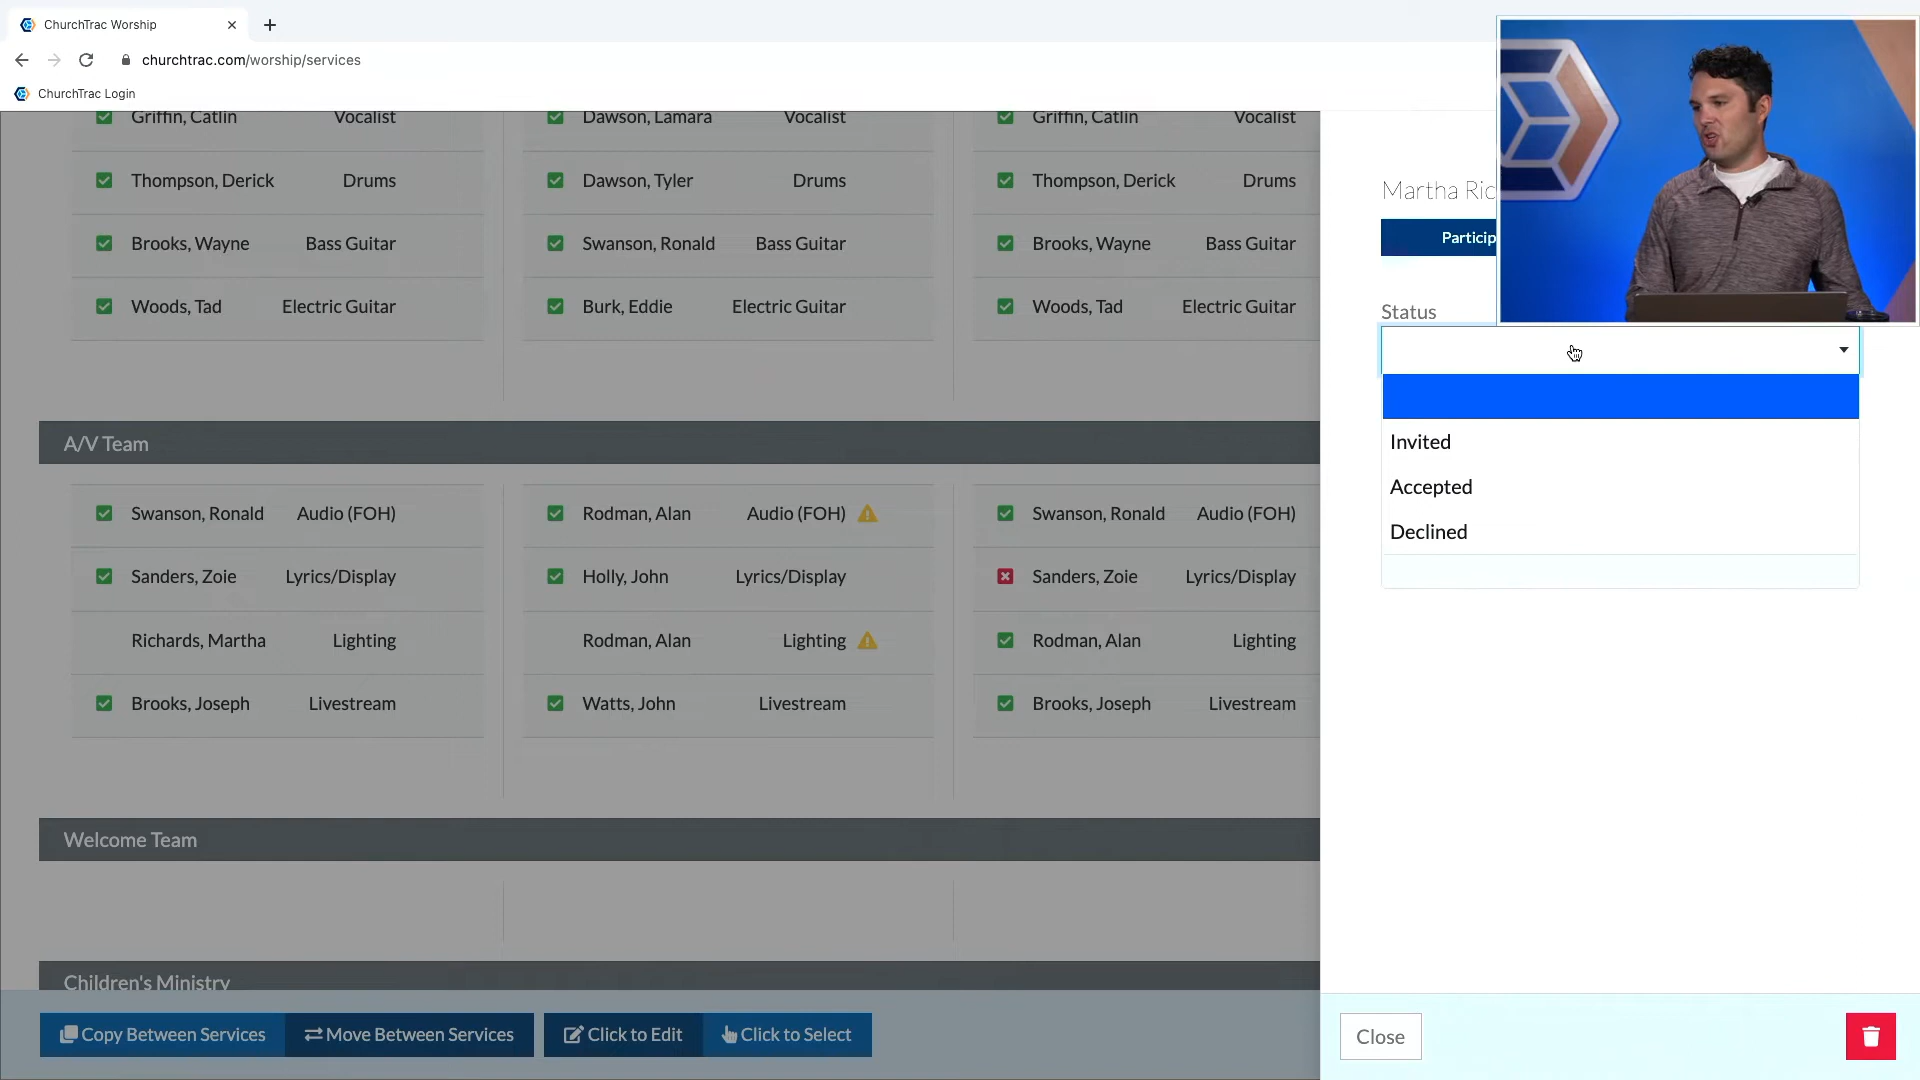 ChurchTrac Worship
churchtrac.com/worship/services
ChurchTrac Login
Griffin, Catlin Vocalist
Dawson, Lamara Vocalist
Griffin, Catlin Vocalist
Thompson, Derick Drums
Dawson, Tyler Drums
Thompson, Derick Drums
Brooks, Wayne Bass Guitar
Swanson, Ronald Bass Guitar
Brooks, Wayne Bass Guitar
Woods, Tad Electric Guitar
Burk, Eddie Electric Guitar
Woods, Tad Electric Guitar
A/V Team
Swanson, Ronald Audio (FOH)
Rodman, Alan Audio (FOH)
Swanson, Ronald Audio (FOH)
Sanders, Zoie Lyrics/Display
Holly, John Lyrics/Display
Sanders, Zoie Lyrics/Display
Richards, Martha Lighting
Rodman, Alan Lighting
Rodman, Alan Lighting
Brooks, Joseph Livestream
Watts, John Livestream
Brooks, Joseph Livestream
Welcome Team
Children's Ministry
Copy Between Services
Move Between Services
Click to Edit
Click to Select
Martha Ric
Particip
Status
Invited
Accepted
Declined
Close